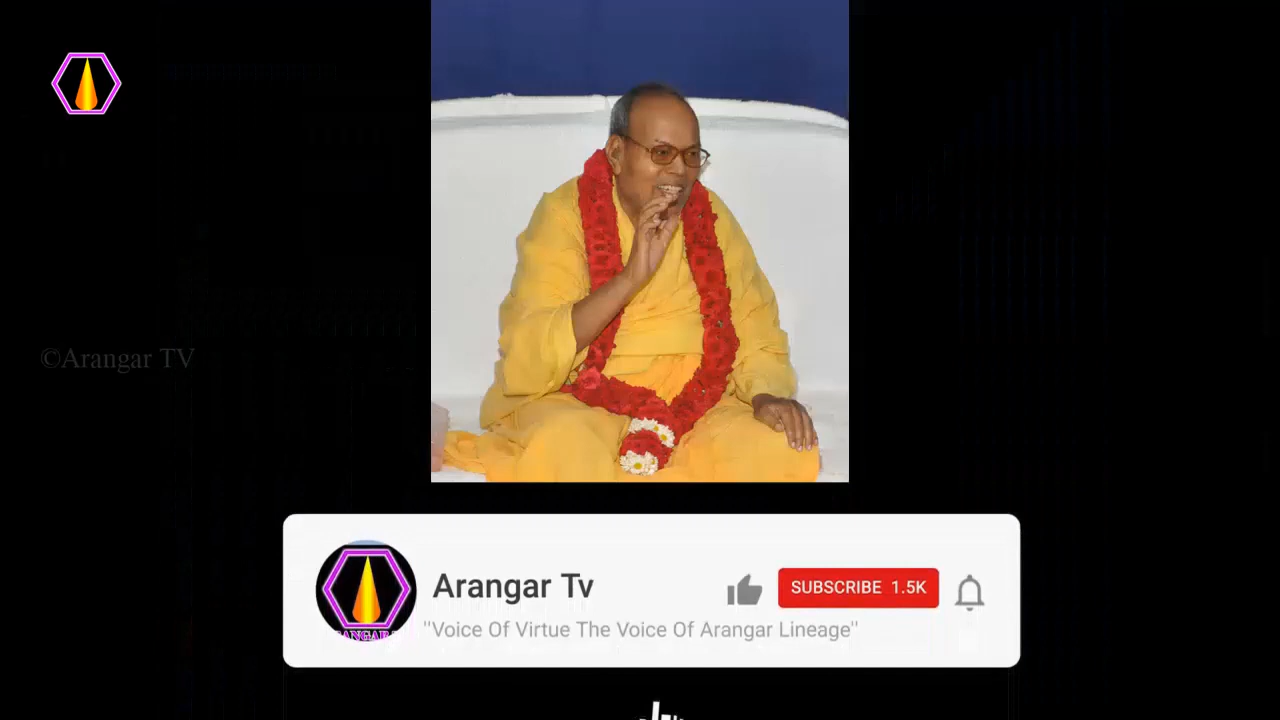 ©Arangar TV
Arangar Tv
SUBSCRIBE 1.5K
"Voice Of Virtue The Voice Of Arangar Lineage"